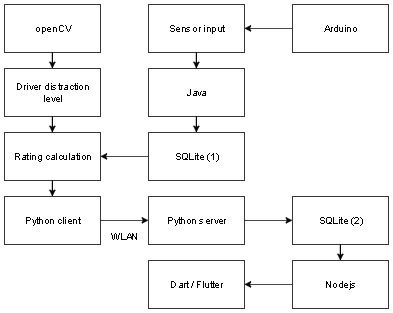 openCV
Sensor input
Arduino
Driver distraction
level
Java
Rating calculation
SQLite (1)
Python client
WLAN
Python server
SQLite (2)
Dart / Flutter
Nodejs